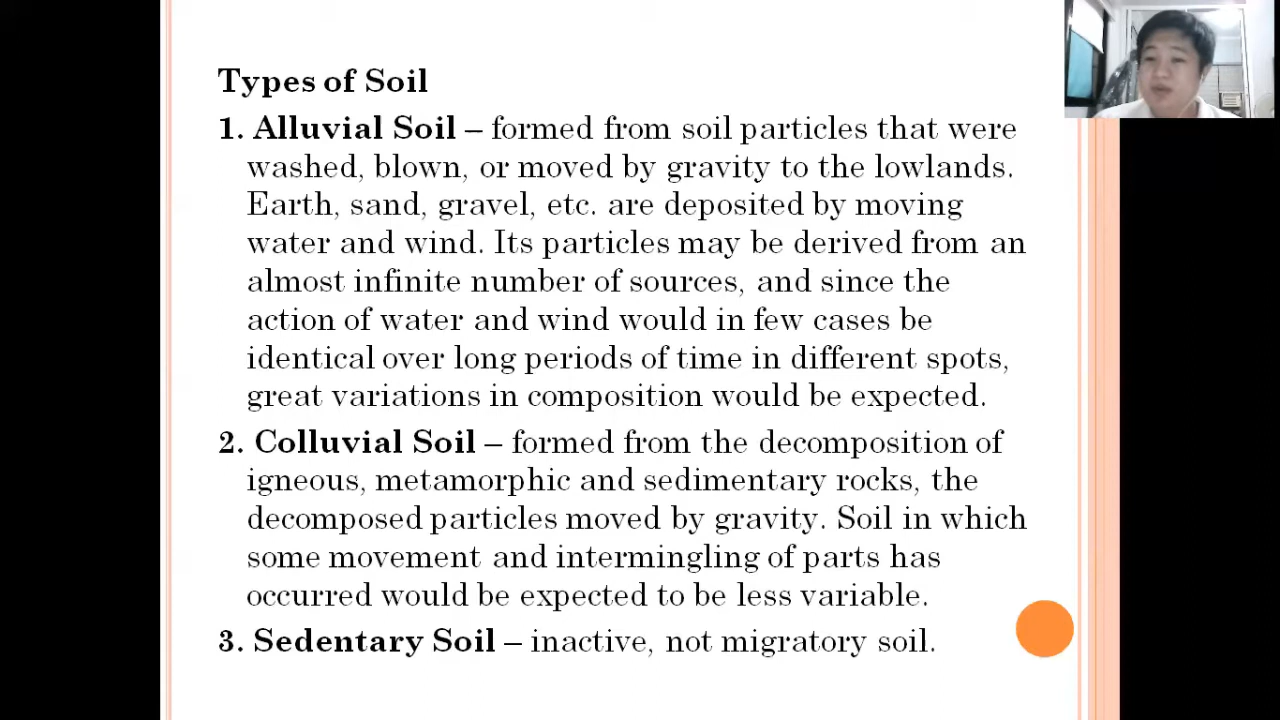 Types of Soil
1. Alluvial Soil – formed from soil particles that were
washed, blown, or moved by gravity to the lowlands.
Earth, sand, gravel, etc. are deposited by moving
water and wind. Its particles may be derived from an
almost infinite number of sources, and since the
action of water and wind would in few cases be
identical over long periods of time in different spots,
great variations in composition would be expected.
2. Colluvial Soil – formed from the decomposition of
igneous, metamorphic and sedimentary rocks, the
decomposed particles moved by gravity. Soil in which
some movement and intermingling of parts has
occurred would be expected to be less variable.
3. Sedentary Soil – inactive, not migratory soil.